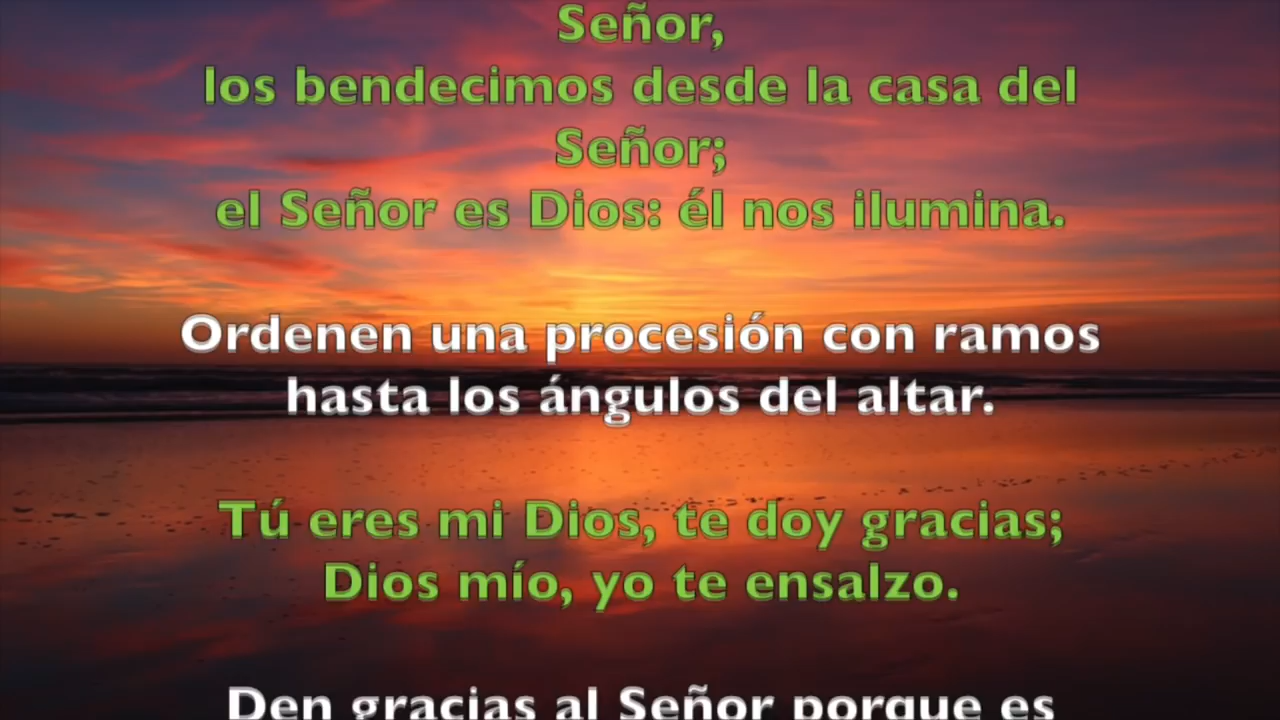 Señor,
los bendecimos desde la casa del
Señor;
el Señor es Dios: él nos ilumina.
Ordenen una procesión con ramos
hasta los ángulos del altar.
Tú eres mi Dios, te doy gracias;
Dios mío, yo te ensalzo.
Den gracias al Señor porque es